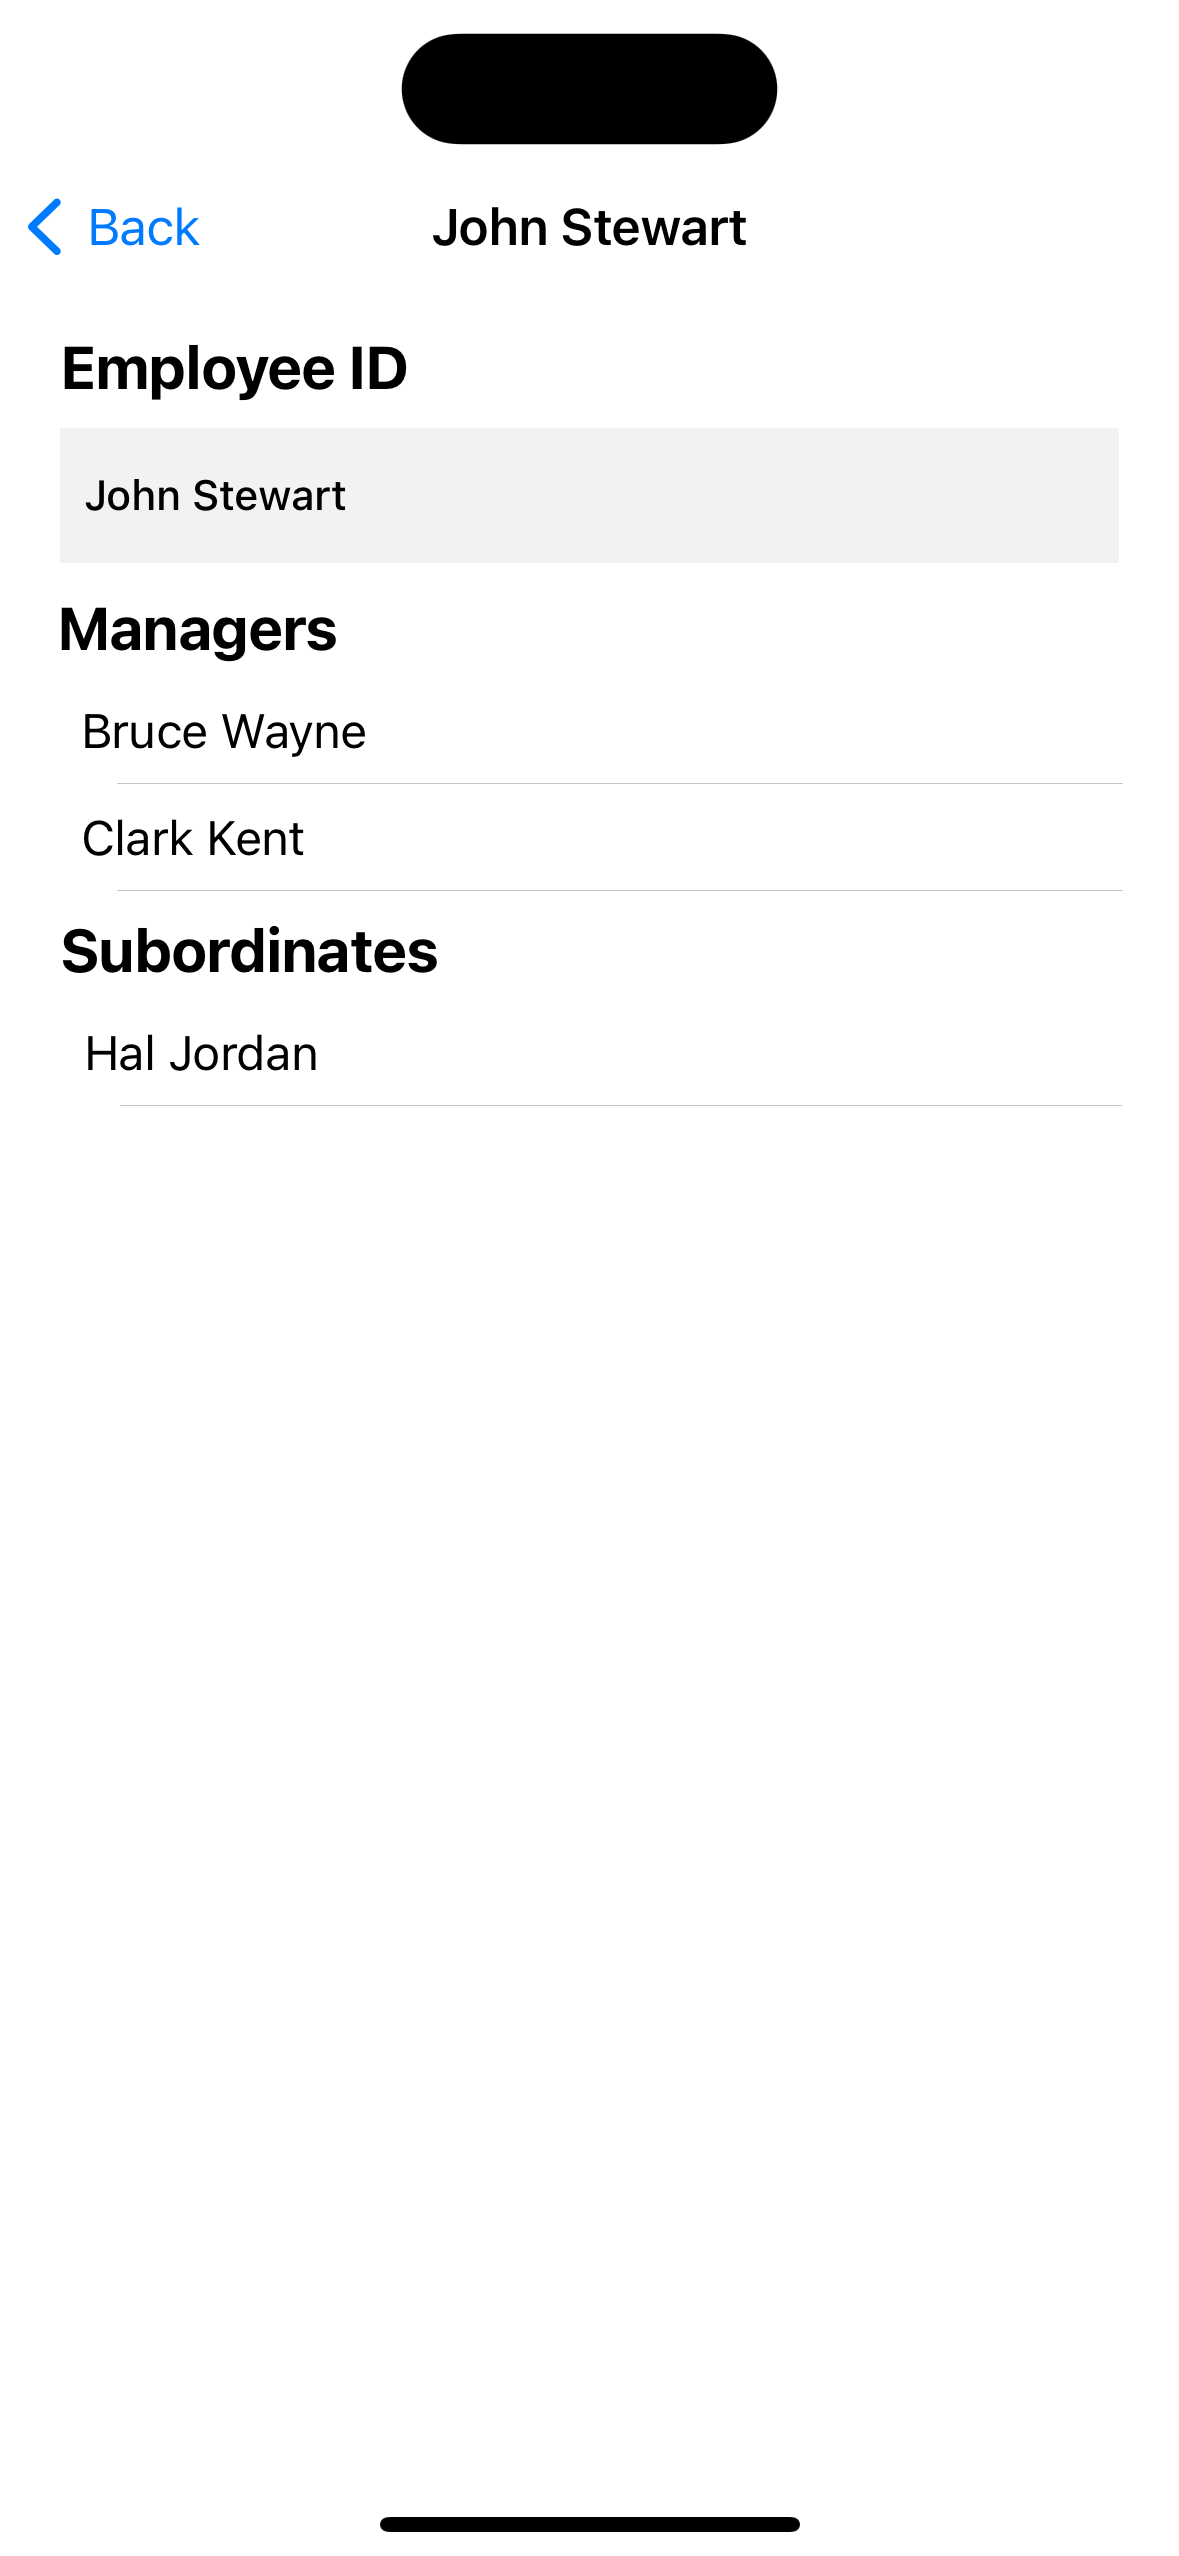 Back
John Stewart
Employee ID
John Stewart
Managers
Bruce Wayne
Clark Kent
Subordinates
Hal Jordan